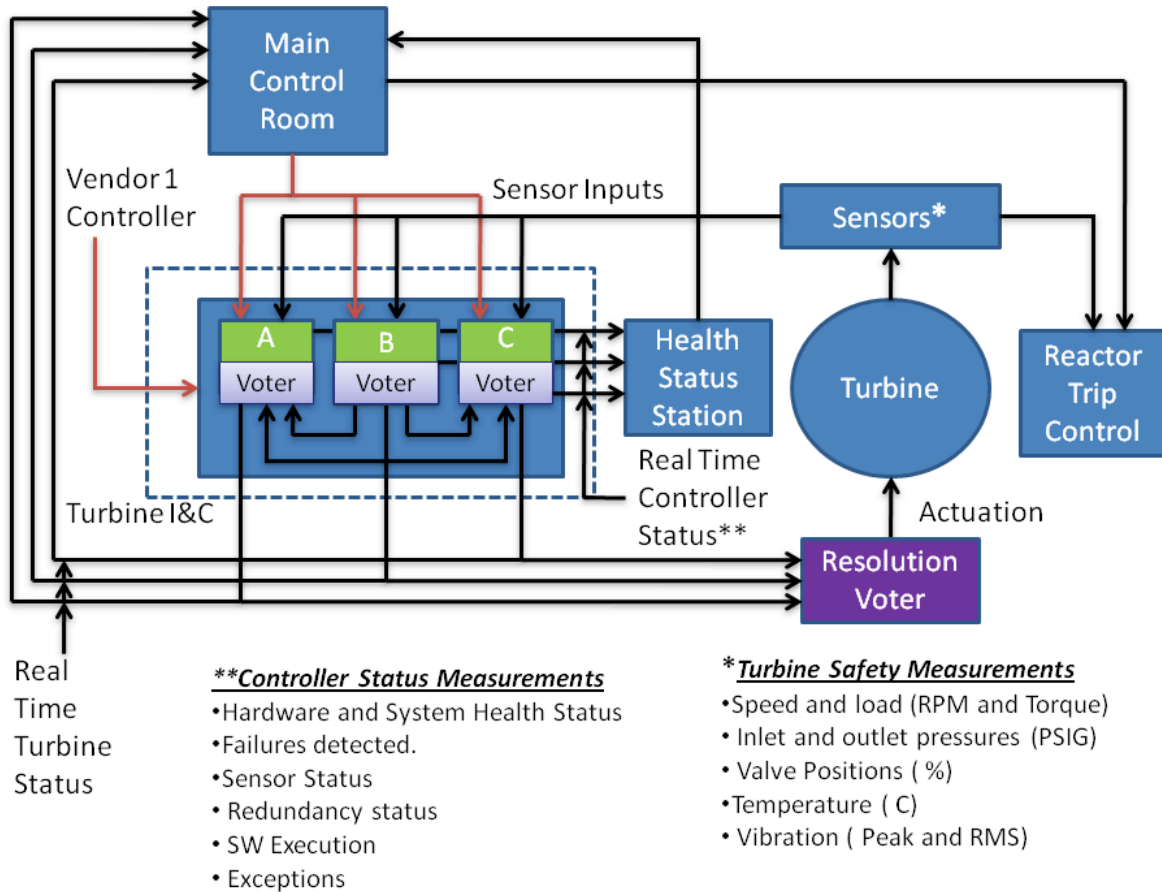 Main
Control
Room
Vendor 1
Controller
Sensor Inputs
Sensors*
A
B
C
Voter
Voter
Voter
Health
Status
Station
Turbine
Reactor
Trip
Control
Real Time
Controller
Status**
Turbine I&C
Actuation
Resolution
Voter
Real
Time
Turbine
Status
**Controller Status Measurements
•Hardware and System Health Status
•Failures detected.
•Sensor Status
• Redundancy status
• SW Execution
• Exceptions
*Turbine Safety Measurements
•Speed and load (RPM and Torque)
• Inlet and outlet pressures (PSIG)
• Valve Positions ( %)
•Temperature ( C)
• Vibration ( Peak and RMS)